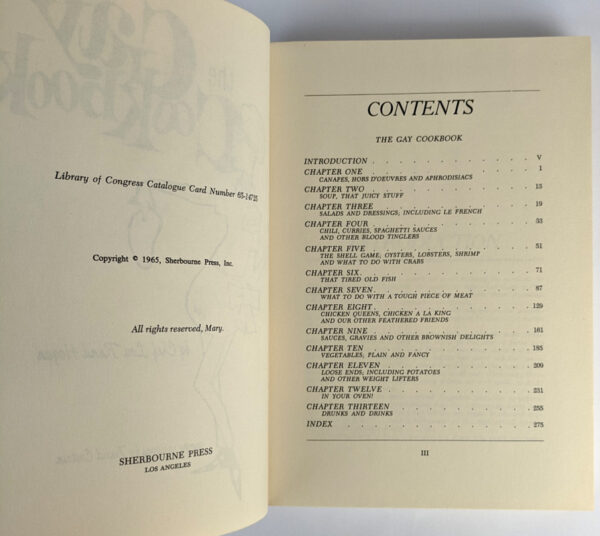 Library of Congress Catalogue Card Number 65-14725
Copyright © 1965, Sherbourne Press, Inc.
All rights reserved, Mary.
SHERBOURNE PRESS
LOS ANGELES
CONTENTS
THE GAY COOKBOOK
INTRODUCTION . . . . . . . . . . . . V
CHAPTER ONE . . . . . . . . . . . . 1
CANAPES, HORS D'OEUVRES AND APHRODISIACS
CHAPTER TWO . . . . . . . . . . . . 13
SOUP, THAT JUICY STUFF
CHAPTER THREE . . . . . . . . . . . . 19
SALADS AND DRESSINGS, INCLUDING LE FRENCH
CHAPTER FOUR . . . . . . . . . . . . 33
CHILI, CURRIES, SPAGHETTI SAUCES
AND OTHER BLOOD TINGLERS
CHAPTER FIVE . . . . . . . . . . . . 51
THE SHELL GAME, OYSTERS, LOBSTERS, SHRIMP
AND WHAT TO DO WITH CRABS
CHAPTER SIX . . . . . . . . . . . . 71
THAT TIRED OLD FISH
CHAPTER SEVEN . . . . . . . . . . . . 87
WHAT TO DO WITH A TOUGH PIECE OF MEAT
CHAPTER EIGHT . . . . . . . . . . . . 129
CHICKEN QUEENS, CHICKEN A LA KING
AND OUR OTHER FEATHERED FRIENDS
CHAPTER NINE . . . . . . . . . . . . 161
SAUCES, GRAVIES AND OTHER BROWNISH DELIGHTS
CHAPTER TEN . . . . . . . . . . . . 185
VEGETABLES; PLAIN AND FANCY
CHAPTER ELEVEN . . . . . . . . . . . . 209
LOOSE ENDS; INCLUDING POTATOES
AND OTHER WEIGHT LIFTERS
CHAPTER TWELVE . . . . . . . . . . . . 231
IN YOUR OVEN!
CHAPTER THIRTEEN . . . . . . . . . . . . 255
DRUNKS AND DRINKS
INDEX . . . . . . . . . . . . 275
III